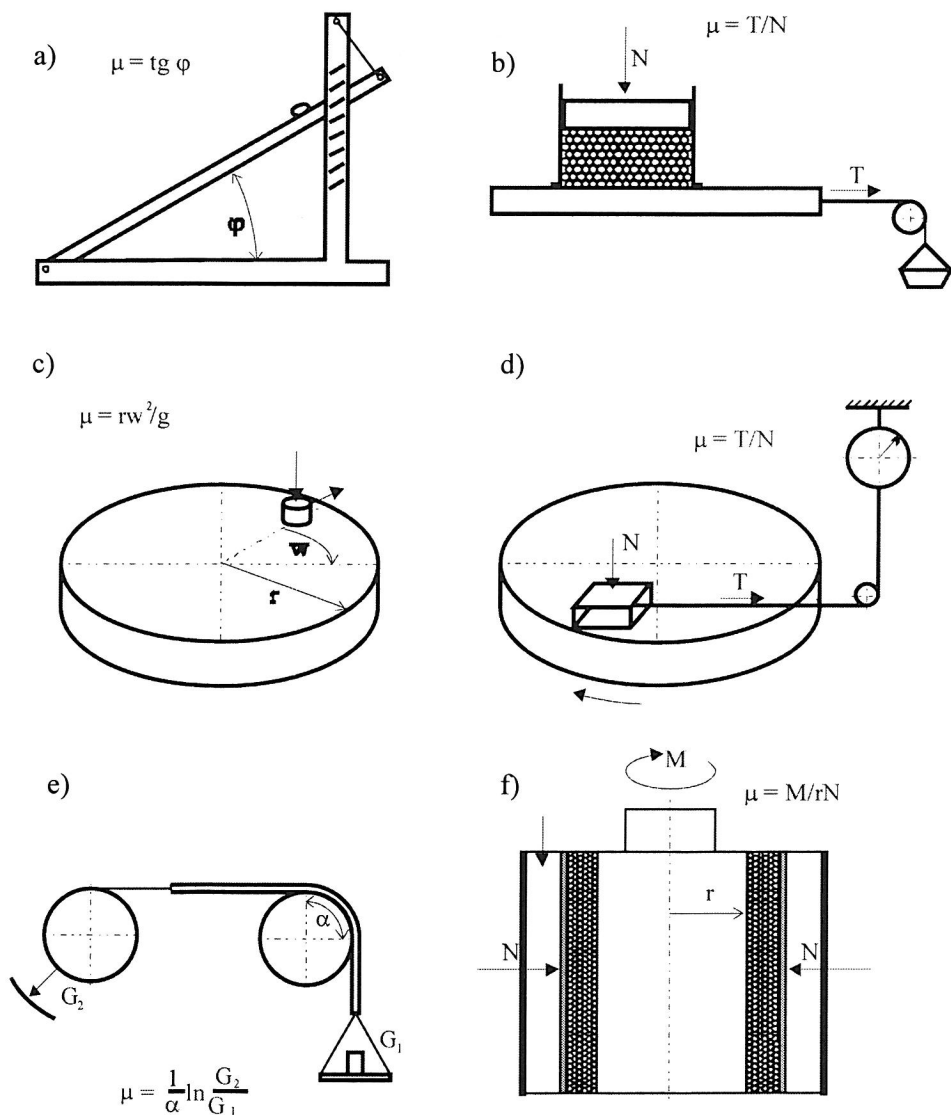 a)
μ = tg φ
φ
b)
μ = T/N
N
T
c)
μ = rw²/g
w
r
d)
μ = T/N
N
T
e)
α
G₂
G₁
μ = 1/α ln G₂/G₁
f)
M
μ = M/rN
r
N
N